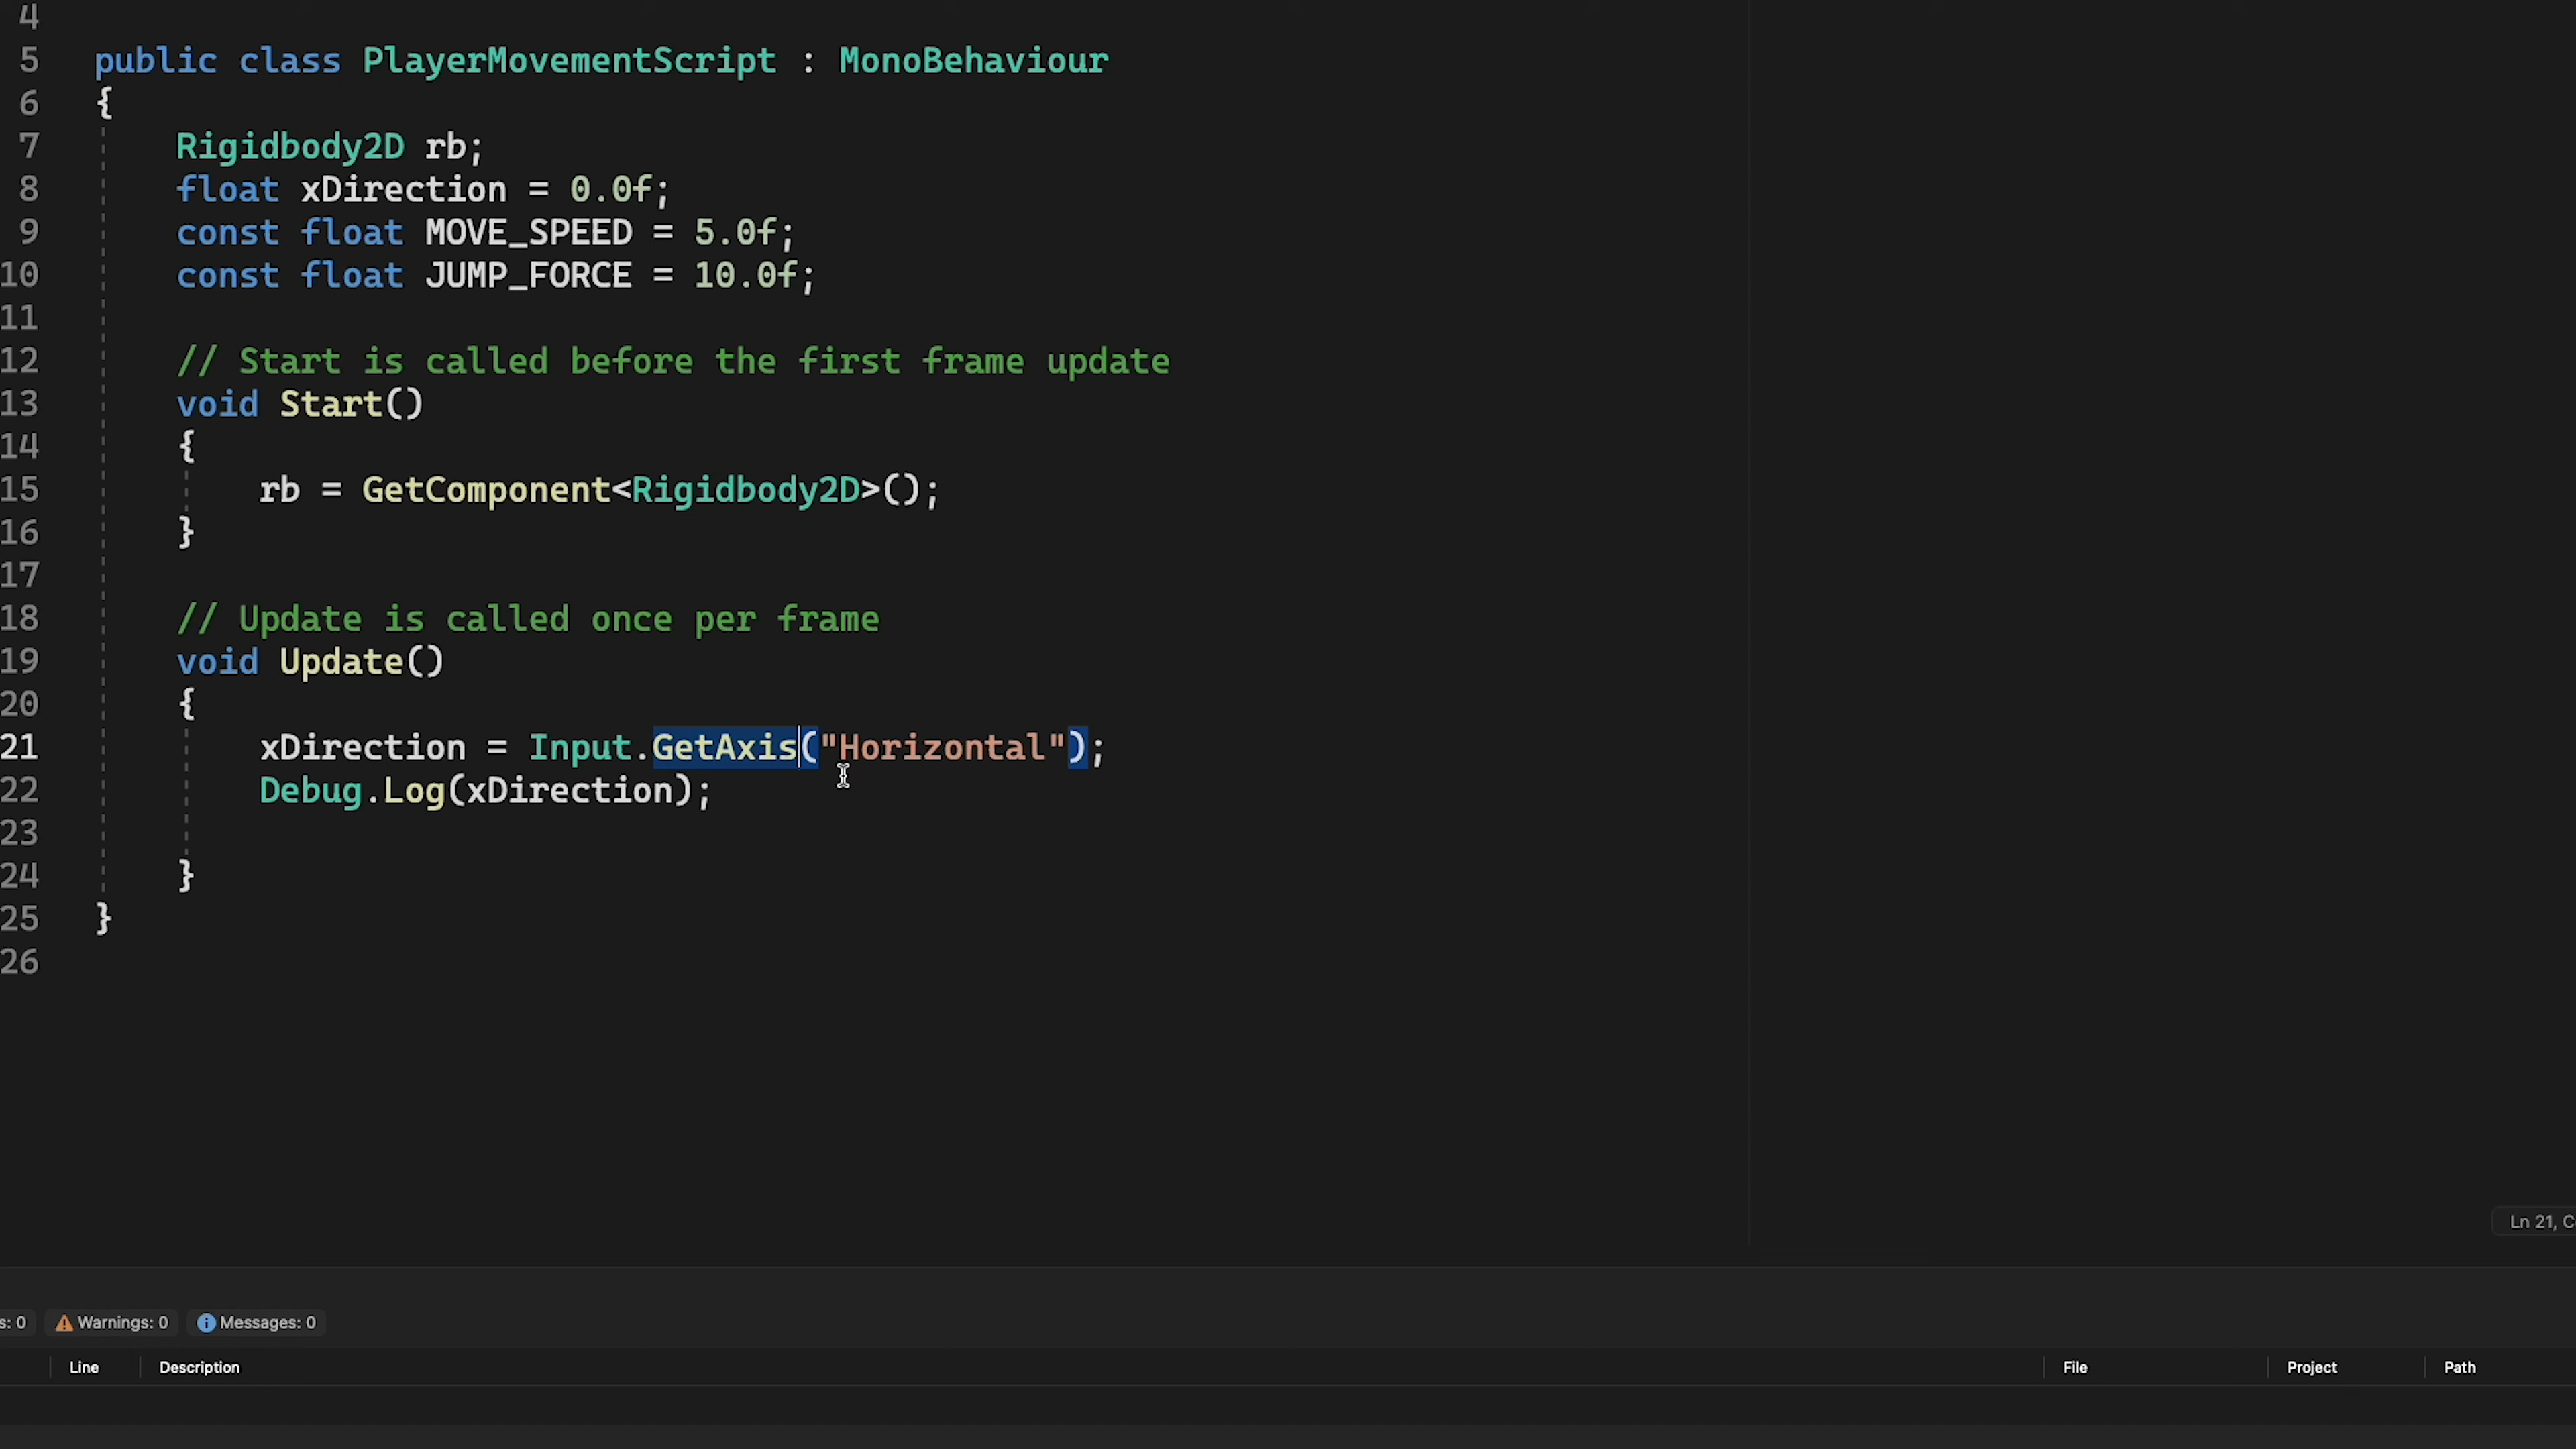 4
5 public class PlayerMovementScript : MonoBehaviour
6 {
7 Rigidbody2D rb;
8 float xDirection = 0.0f;
9 const float MOVE_SPEED = 5.0f;
10 const float JUMP_FORCE = 10.0f;
11
12 // Start is called before the first frame update
13 void Start()
14 {
15 rb = GetComponent<Rigidbody2D>();
16 }
17
18 // Update is called once per frame
19 void Update()
20 {
21 xDirection = Input.GetAxis("Horizontal");
22 Debug.Log(xDirection);
23
24 }
25 }
26
Ln 21, C
s: 0 Warnings: 0 Messages: 0
Line Description File Project Path